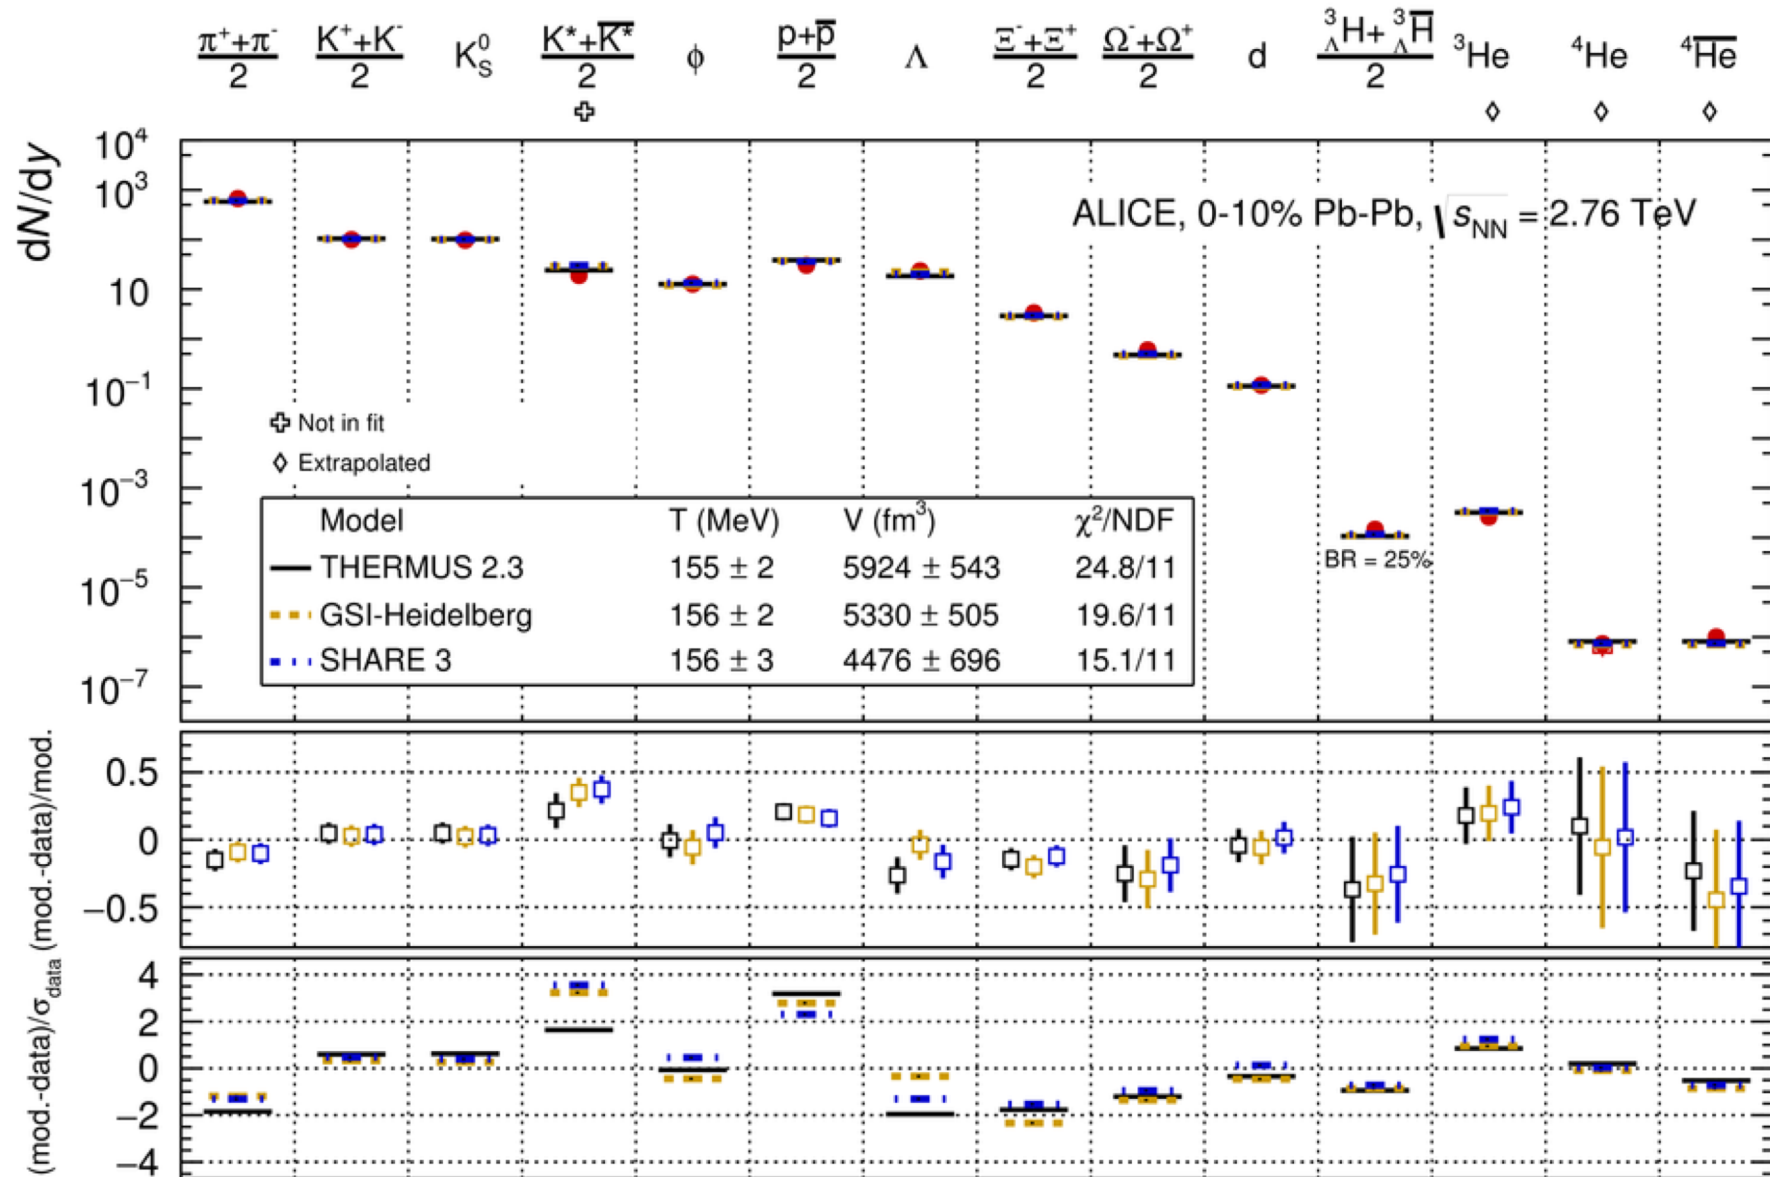 π⁺+π⁻/2 K⁺+K⁻/2 K⁰S K*+K̅*̅/2 ϕ p+p̅/2 Λ Ξ⁻+Ξ⁺/2 Ω⁻+Ω⁺/2 d ³ΛH+³ΛH̅/2 ³He ⁴He ⁴H̅e̅
dN/dy
10⁴
10³
10
10⁻¹
10⁻³
10⁻⁵
10⁻⁷
ALICE, 0-10% Pb-Pb, √sNN = 2.76 TeV
Not in fit
Extrapolated
Model T (MeV) V (fm³) χ²/NDF
THERMUS 2.3 155 ± 2 5924 ± 543 24.8/11
GSI-Heidelberg 156 ± 2 5330 ± 505 19.6/11
SHARE 3 156 ± 3 4476 ± 696 15.1/11
BR = 25%
(mod.-data)/mod.
0.5
0
−0.5
(mod.-data)/σdata
4
2
0
−2
−4